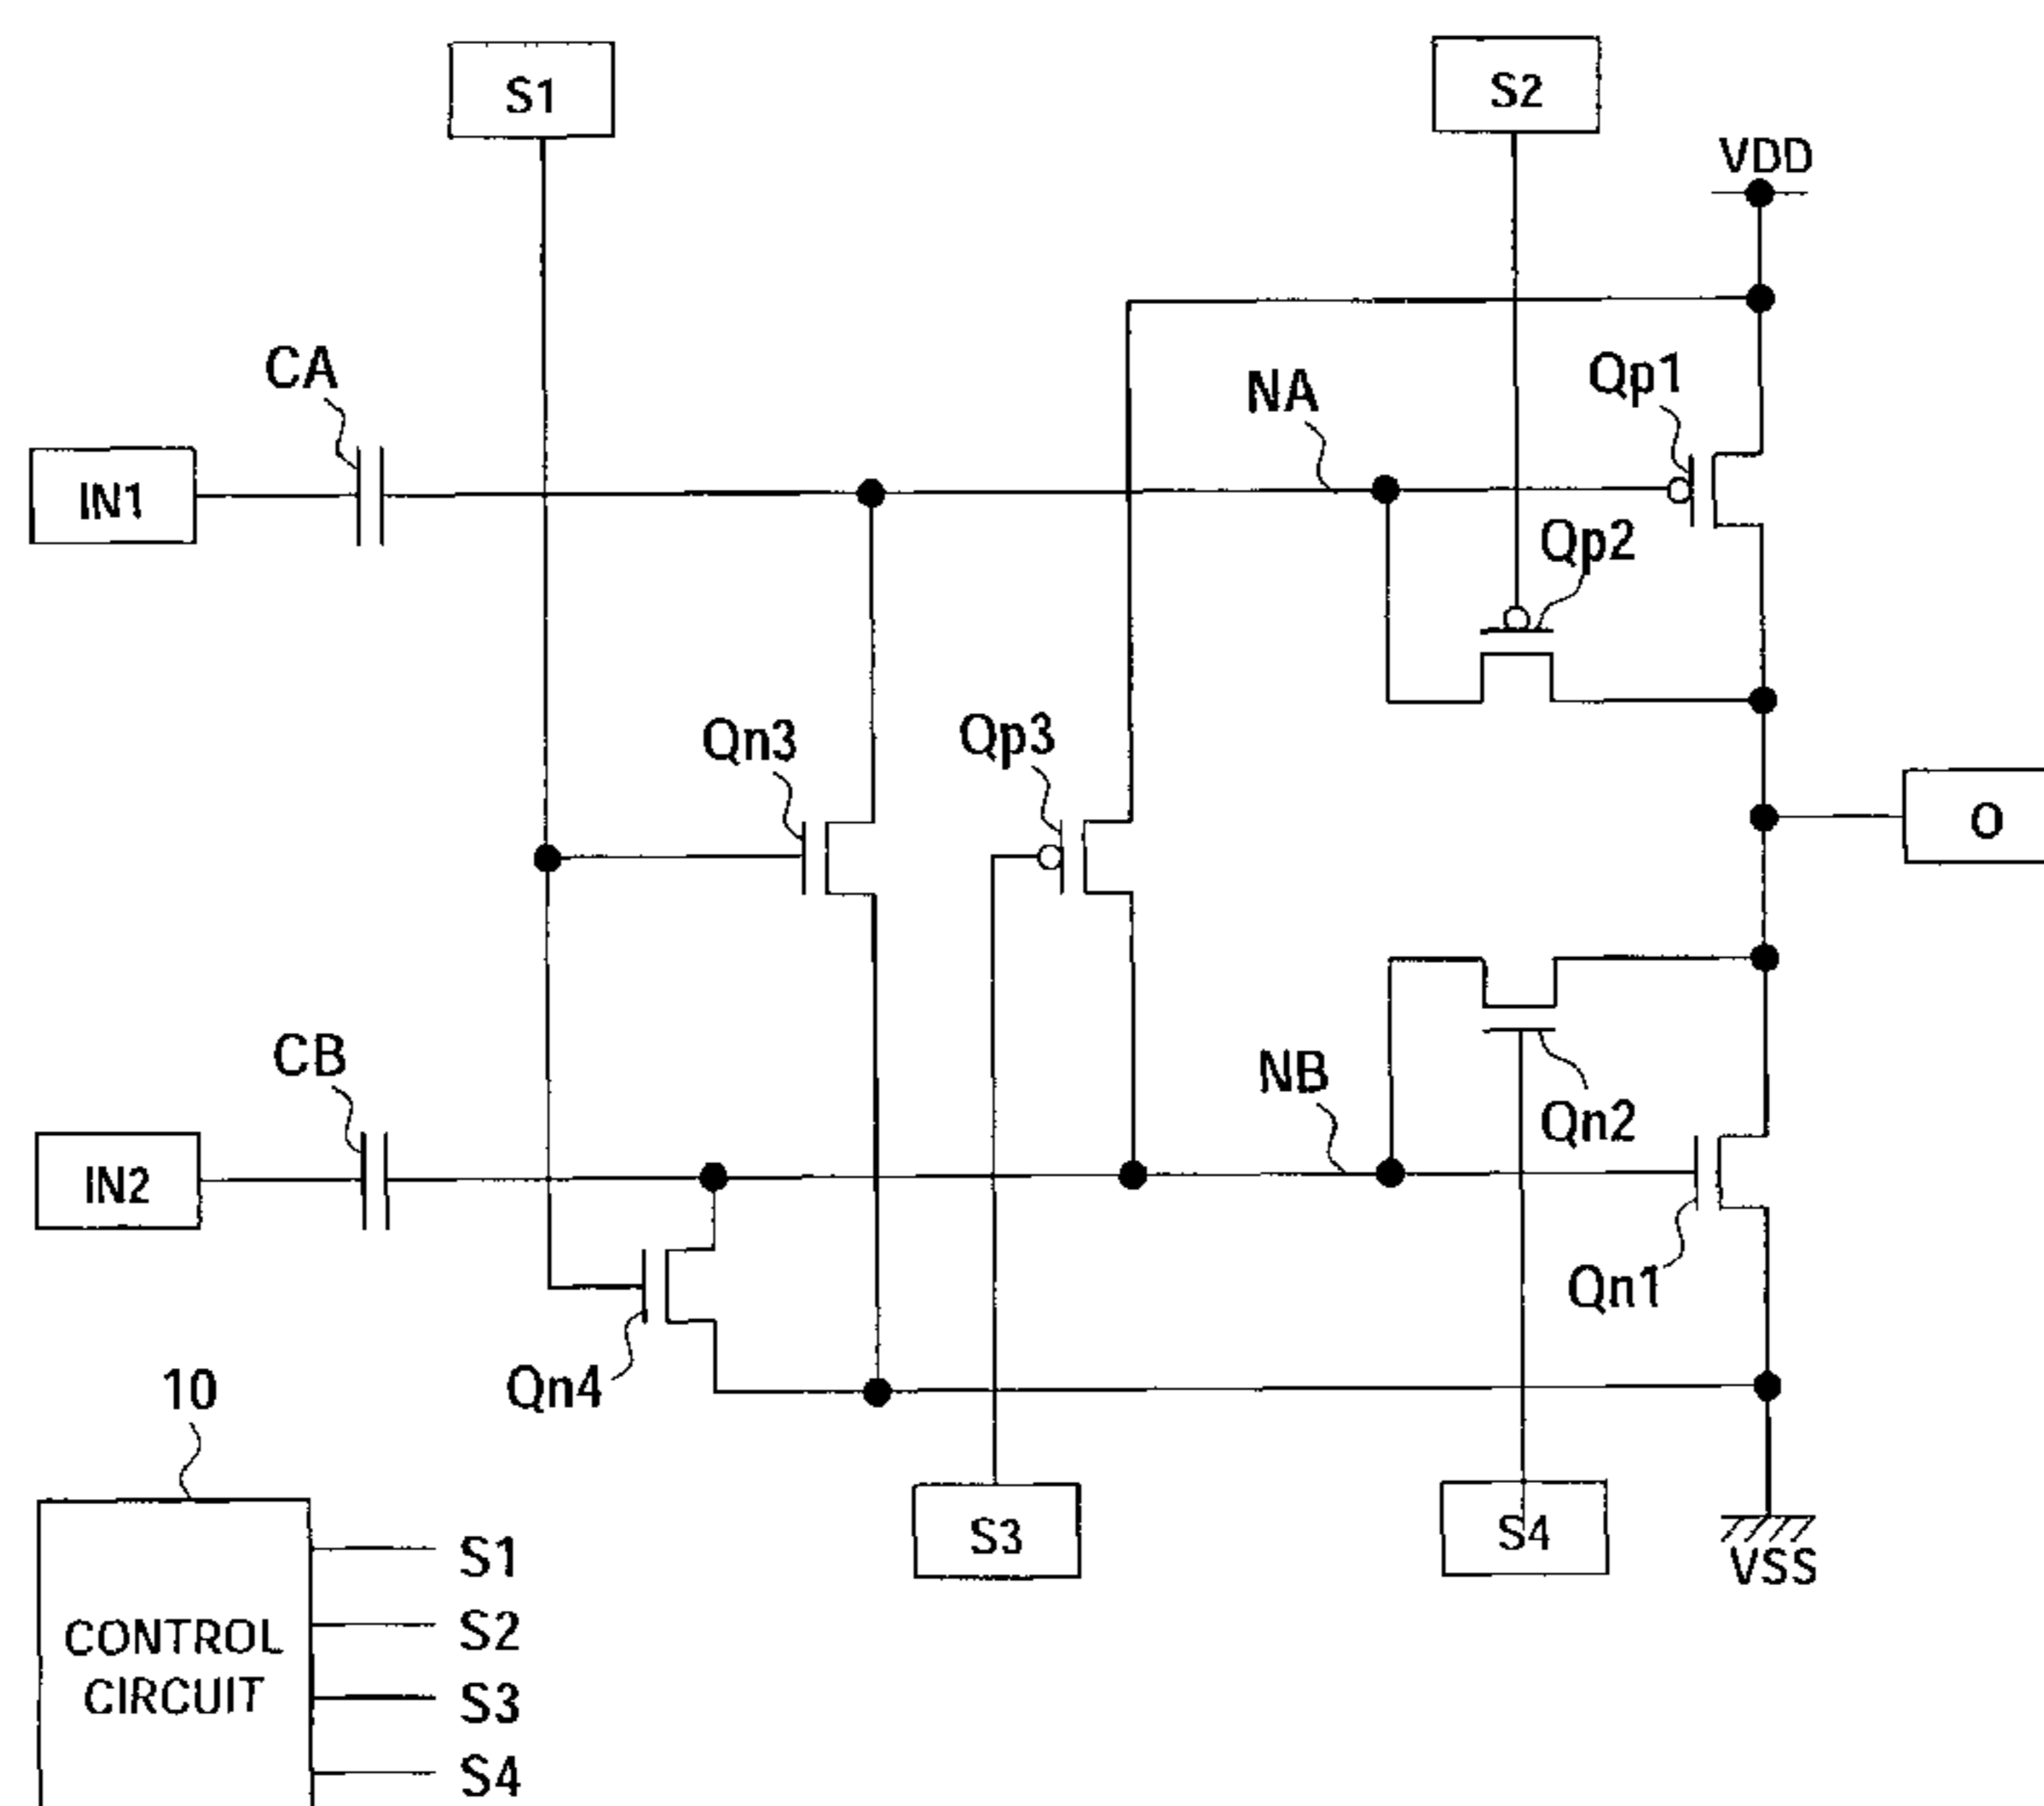 S1
S2
VDD
CA
NA
Qp1
IN1
Qp2
Qn3
Qp3
O
CB
NB
Qn2
IN2
Qn1
Qn4
10
S3
S4
VSS
S1
CONTROL
CIRCUIT
S2
S3
S4